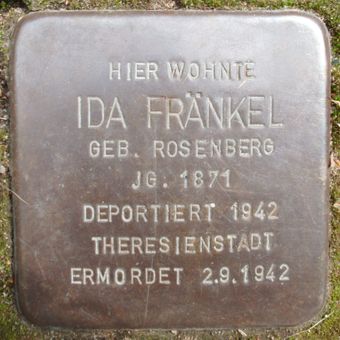 HIER WOHNTE
IDA FRÄNKEL
GEB. ROSENBERG
JG. 1871
DEPORTIERT 1942
THERESIENSTADT
ERMORDET 2.9.1942